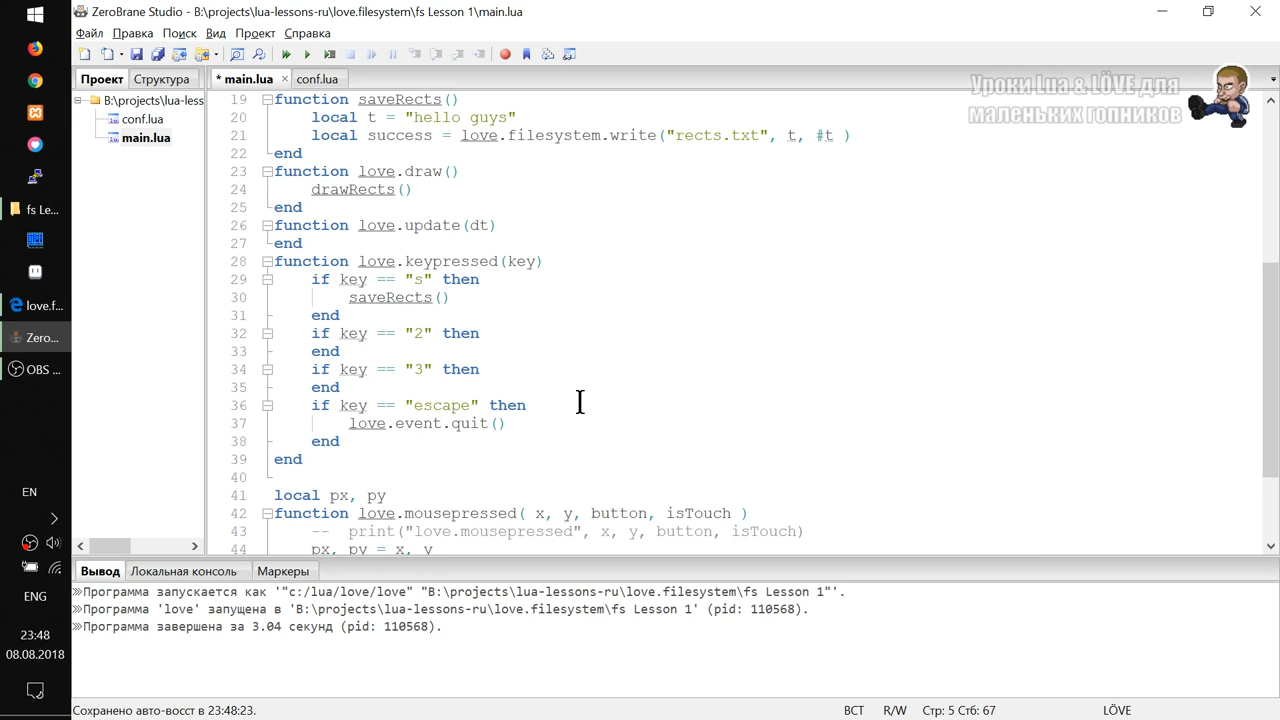 ZeroBrane Studio - B:\projects\lua-lessons-ru\love.filesystem\fs Lesson 1\main.lua
Файл Правка Поиск Вид Проект Справка
Проект Структура
* main.lua conf.lua
Уроки Lua & LÖVE для
маленьких гопников
B:\projects\lua-less
conf.lua
main.lua
19 function saveRects()
20 local t = "hello guys"
21 local success = love.filesystem.write("rects.txt", t, #t )
22 end
23 function love.draw()
24 drawRects()
25 end
26 function love.update(dt)
27 end
28 function love.keypressed(key)
29 if key == "s" then
30 saveRects()
31 end
32 if key == "2" then
33 end
34 if key == "3" then
35 end
36 if key == "escape" then
37 love.event.quit()
38 end
39 end
40
41 local px, py
42 function love.mousepressed( x, y, button, isTouch )
43 -- print("love.mousepressed", x, y, button, isTouch)
44 px, py = x, y
fs Le...
love.f...
Zero...
OBS ...
EN
ENG
23:48
08.08.2018
Вывод Локальная консоль Маркеры
Программа запускается как '"c:/lua/love/love" "B:\projects\lua-lessons-ru\love.filesystem\fs Lesson 1"'.
Программа 'love' запущена в 'B:\projects\lua-lessons-ru\love.filesystem\fs Lesson 1' (pid: 110568).
Программа завершена за 3.04 секунд (pid: 110568).
Сохранено авто-восст в 23:48:23.
ВСТ R/W Стр: 5 Стб: 67 LÖVE